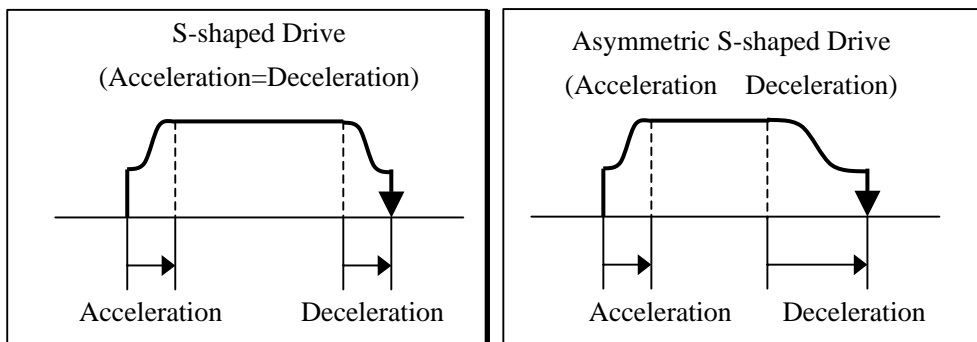 S-shaped Drive
(Acceleration=Deceleration)
Acceleration Deceleration
Asymmetric S-shaped Drive
(Acceleration Deceleration)
Acceleration Deceleration